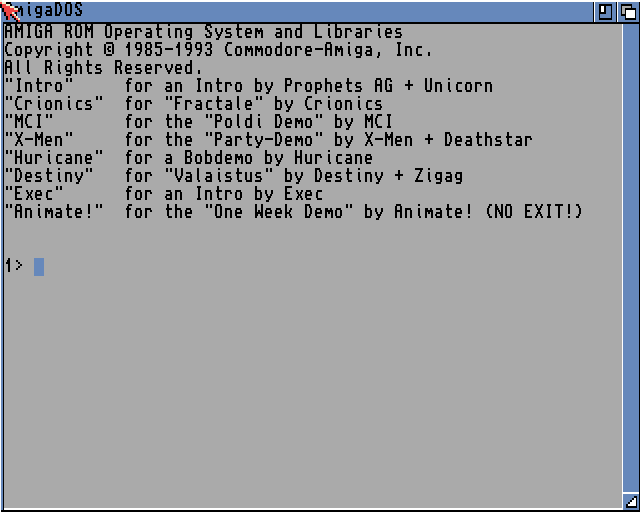 AmigaDOS
AMIGA ROM Operating System and Libraries
Copyright © 1985-1993 Commodore-Amiga, Inc.
All Rights Reserved.
"Intro" for an Intro by Prophets AG + Unicorn
"Crionics" for "Fractale" by Crionics
"MCI" for the "Poldi Demo" by MCI
"X-Men" for the "Party-Demo" by X-Men + Deathstar
"Huricane" for a Bobdemo by Huricane
"Destiny" for "Valaistus" by Destiny + Zigag
"Exec" for an Intro by Exec
"Animate!" for the "One Week Demo" by Animate! (NO EXIT!)
1>